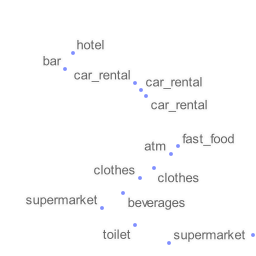 hotel
bar
car_rental
car_rental
car_rental
atm
fast_food
clothes
clothes
supermarket
beverages
toilet
supermarket